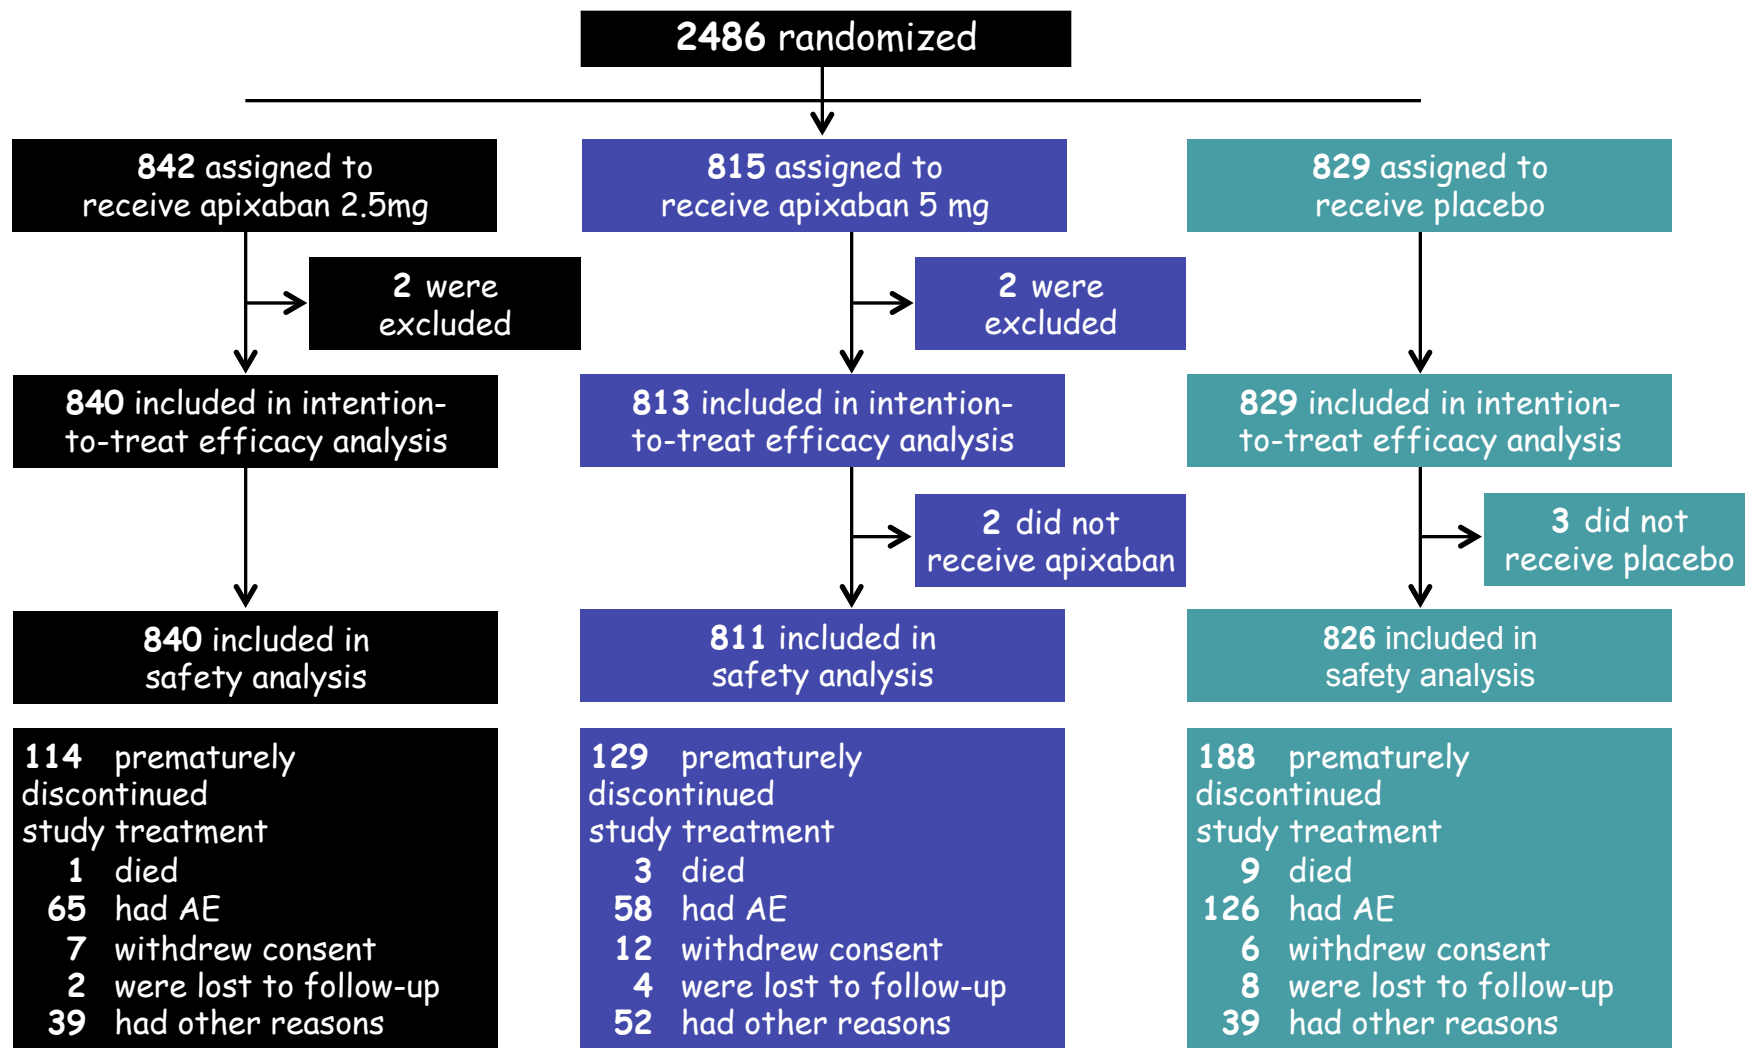 2486 randomized
842 assigned to
receive apixaban 2.5mg
815 assigned to
receive apixaban 5 mg
829 assigned to
receive placebo
2 were
excluded
2 were
excluded
840 included in intention-
to-treat efficacy analysis
813 included in intention-
to-treat efficacy analysis
829 included in intention-
to-treat efficacy analysis
2 did not
receive apixaban
3 did not
receive placebo
840 included in
safety analysis
811 included in
safety analysis
826 included in
safety analysis
114 prematurely
discontinued
study treatment
1 died
65 had AE
7 withdrew consent
2 were lost to follow-up
39 had other reasons
129 prematurely
discontinued
study treatment
3 died
58 had AE
12 withdrew consent
4 were lost to follow-up
52 had other reasons
188 prematurely
discontinued
study treatment
9 died
126 had AE
6 withdrew consent
8 were lost to follow-up
39 had other reasons